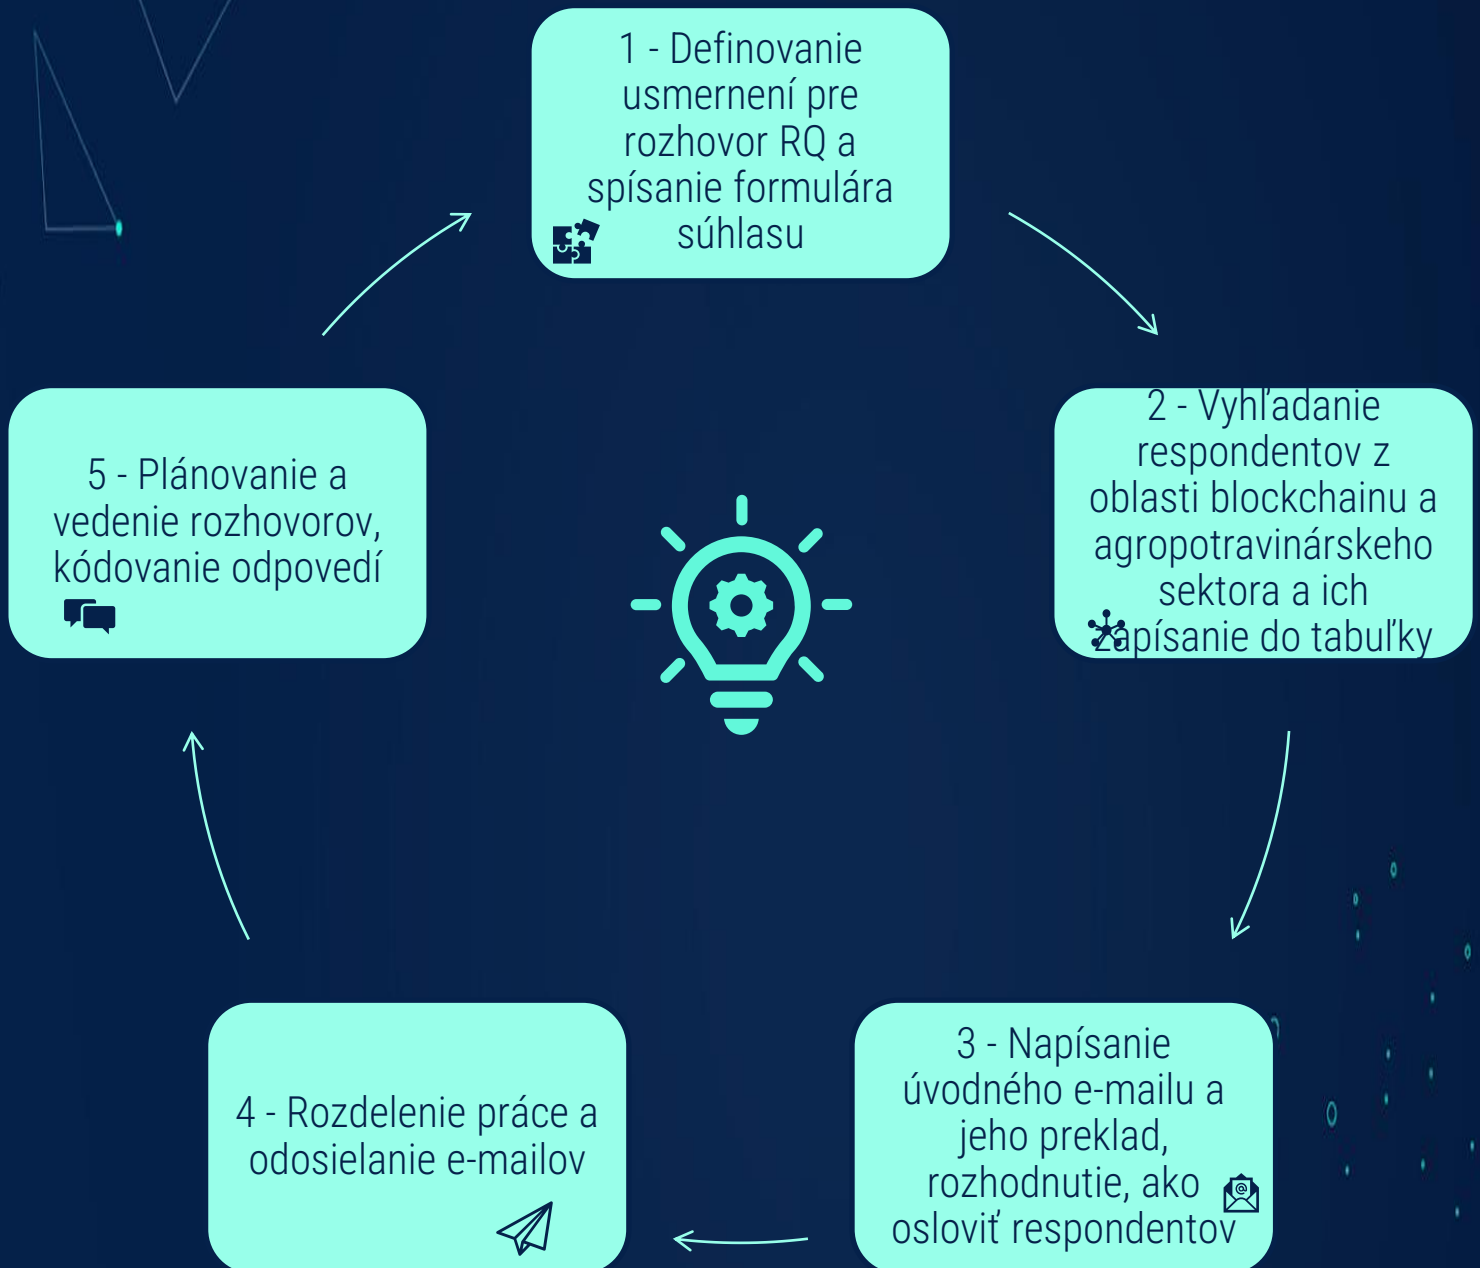 1 - Definovanie
usmernení pre
rozhovor RQ a
spísanie formulára
súhlasu
2 - Vyhľadanie
respondentov z
oblasti blockchainu a
agropotravinárskeho
sektora a ich
zapísanie do tabuľky
3 - Napísanie
úvodného e-mailu a
jeho preklad,
rozhodnutie, ako
osloviť respondentov
4 - Rozdelenie práce a
odosielanie e-mailov
5 - Plánovanie a
vedenie rozhovorov,
kódovanie odpovedí